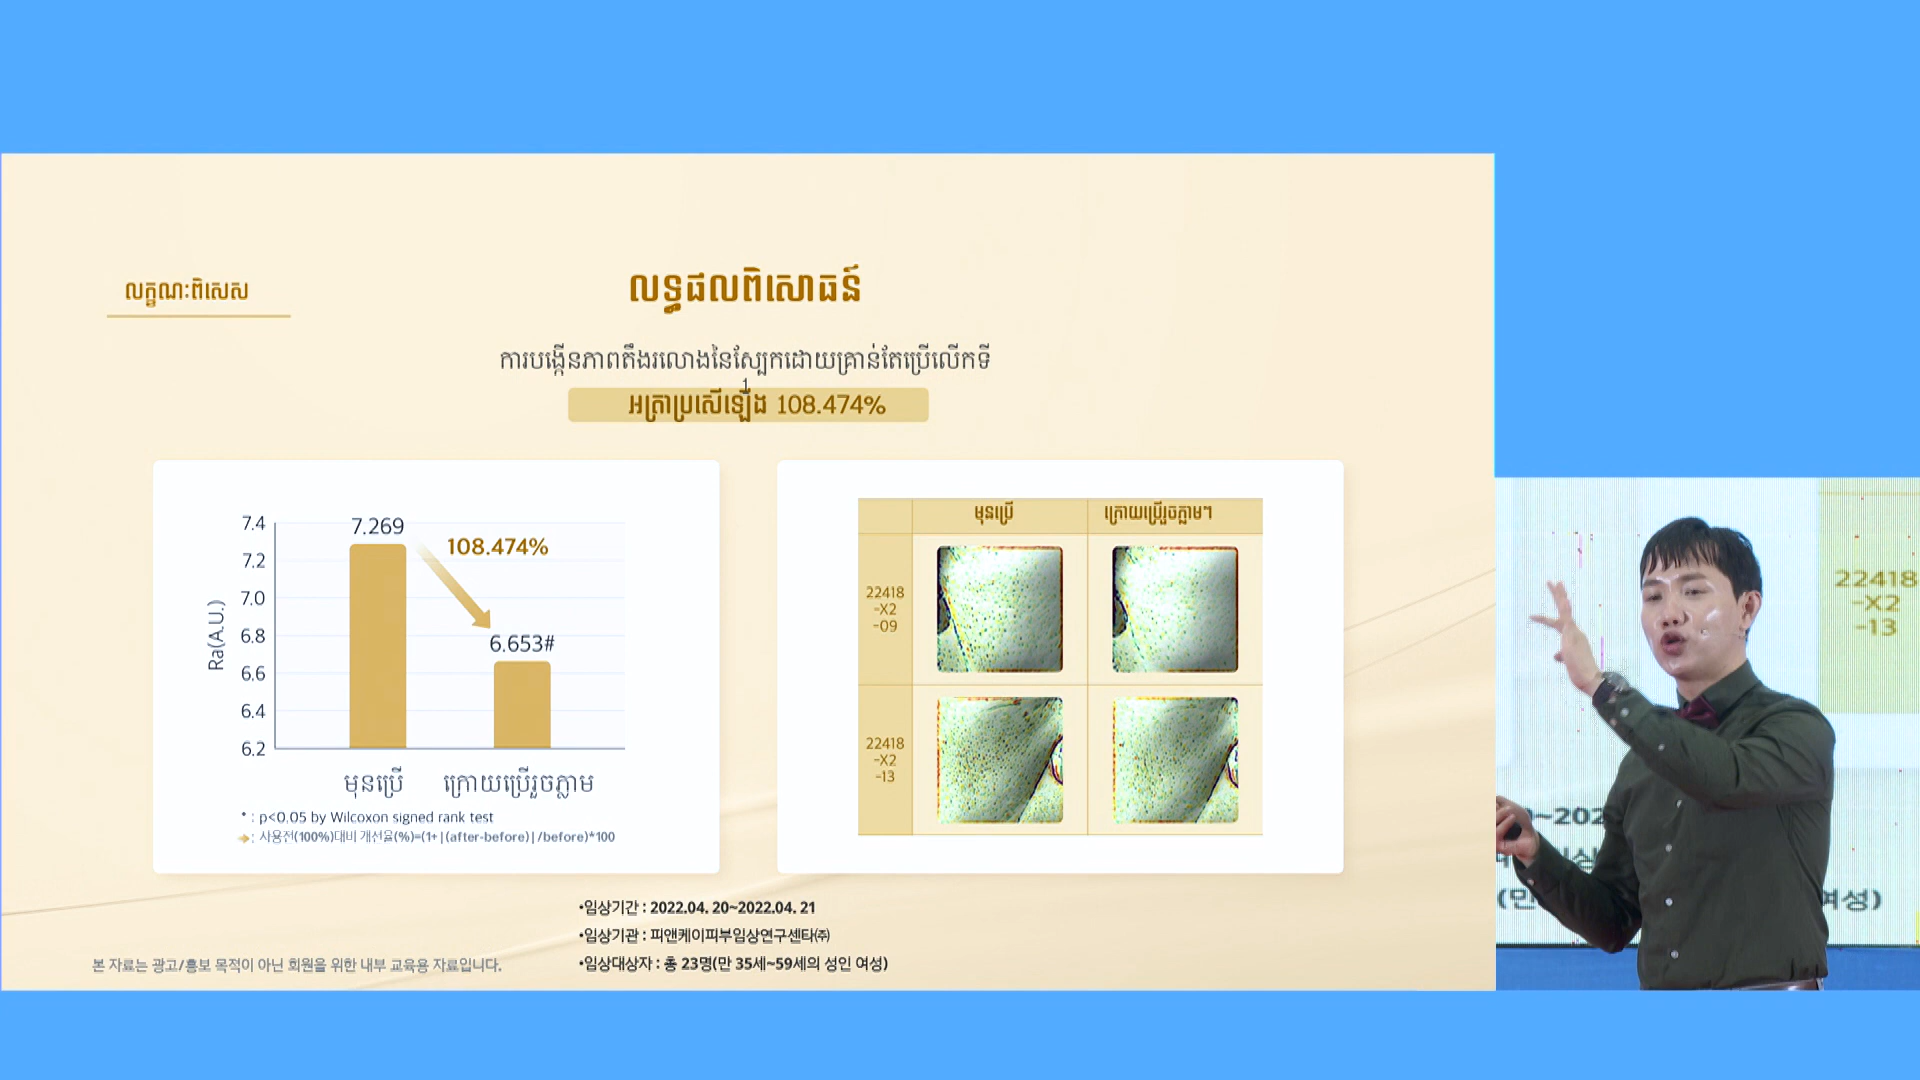 លក្ខណៈពិសេស
លទ្ធផលពិសោធន៍
ការបង្កើនភាពតឹងរលោងនៃស្បែកដោយគ្រាន់តែប្រើលើកទី
1
អត្រាប្រសើឡើង 108.474%
7.4
7.2
7.0
6.8
6.6
6.4
6.2
Ra(A.U.)
7.269
108.474%
6.653#
មុនប្រើ
ក្រោយប្រើរួចភ្លាម
* : p<0.05 by Wilcoxon signed rank test
: 사용전(100%)대비 개선율(%)=(1+|(after-before)|/before)*100
មុនប្រើ
ក្រោយប្រើរួចភ្លាមៗ
22418
-X2
-09
22418
-X2
-13
•임상기간 : 2022.04. 20~2022.04. 21
•임상기관 : 피앤케이피부임상연구센타㈜
•임상대상자 : 총 23명(만 35세~59세의 성인 여성)
본 자료는 광고/홍보 목적이 아닌 회원을 위한 내부 교육용 자료입니다.
22418
-X2
-13
~202
(만
여성)